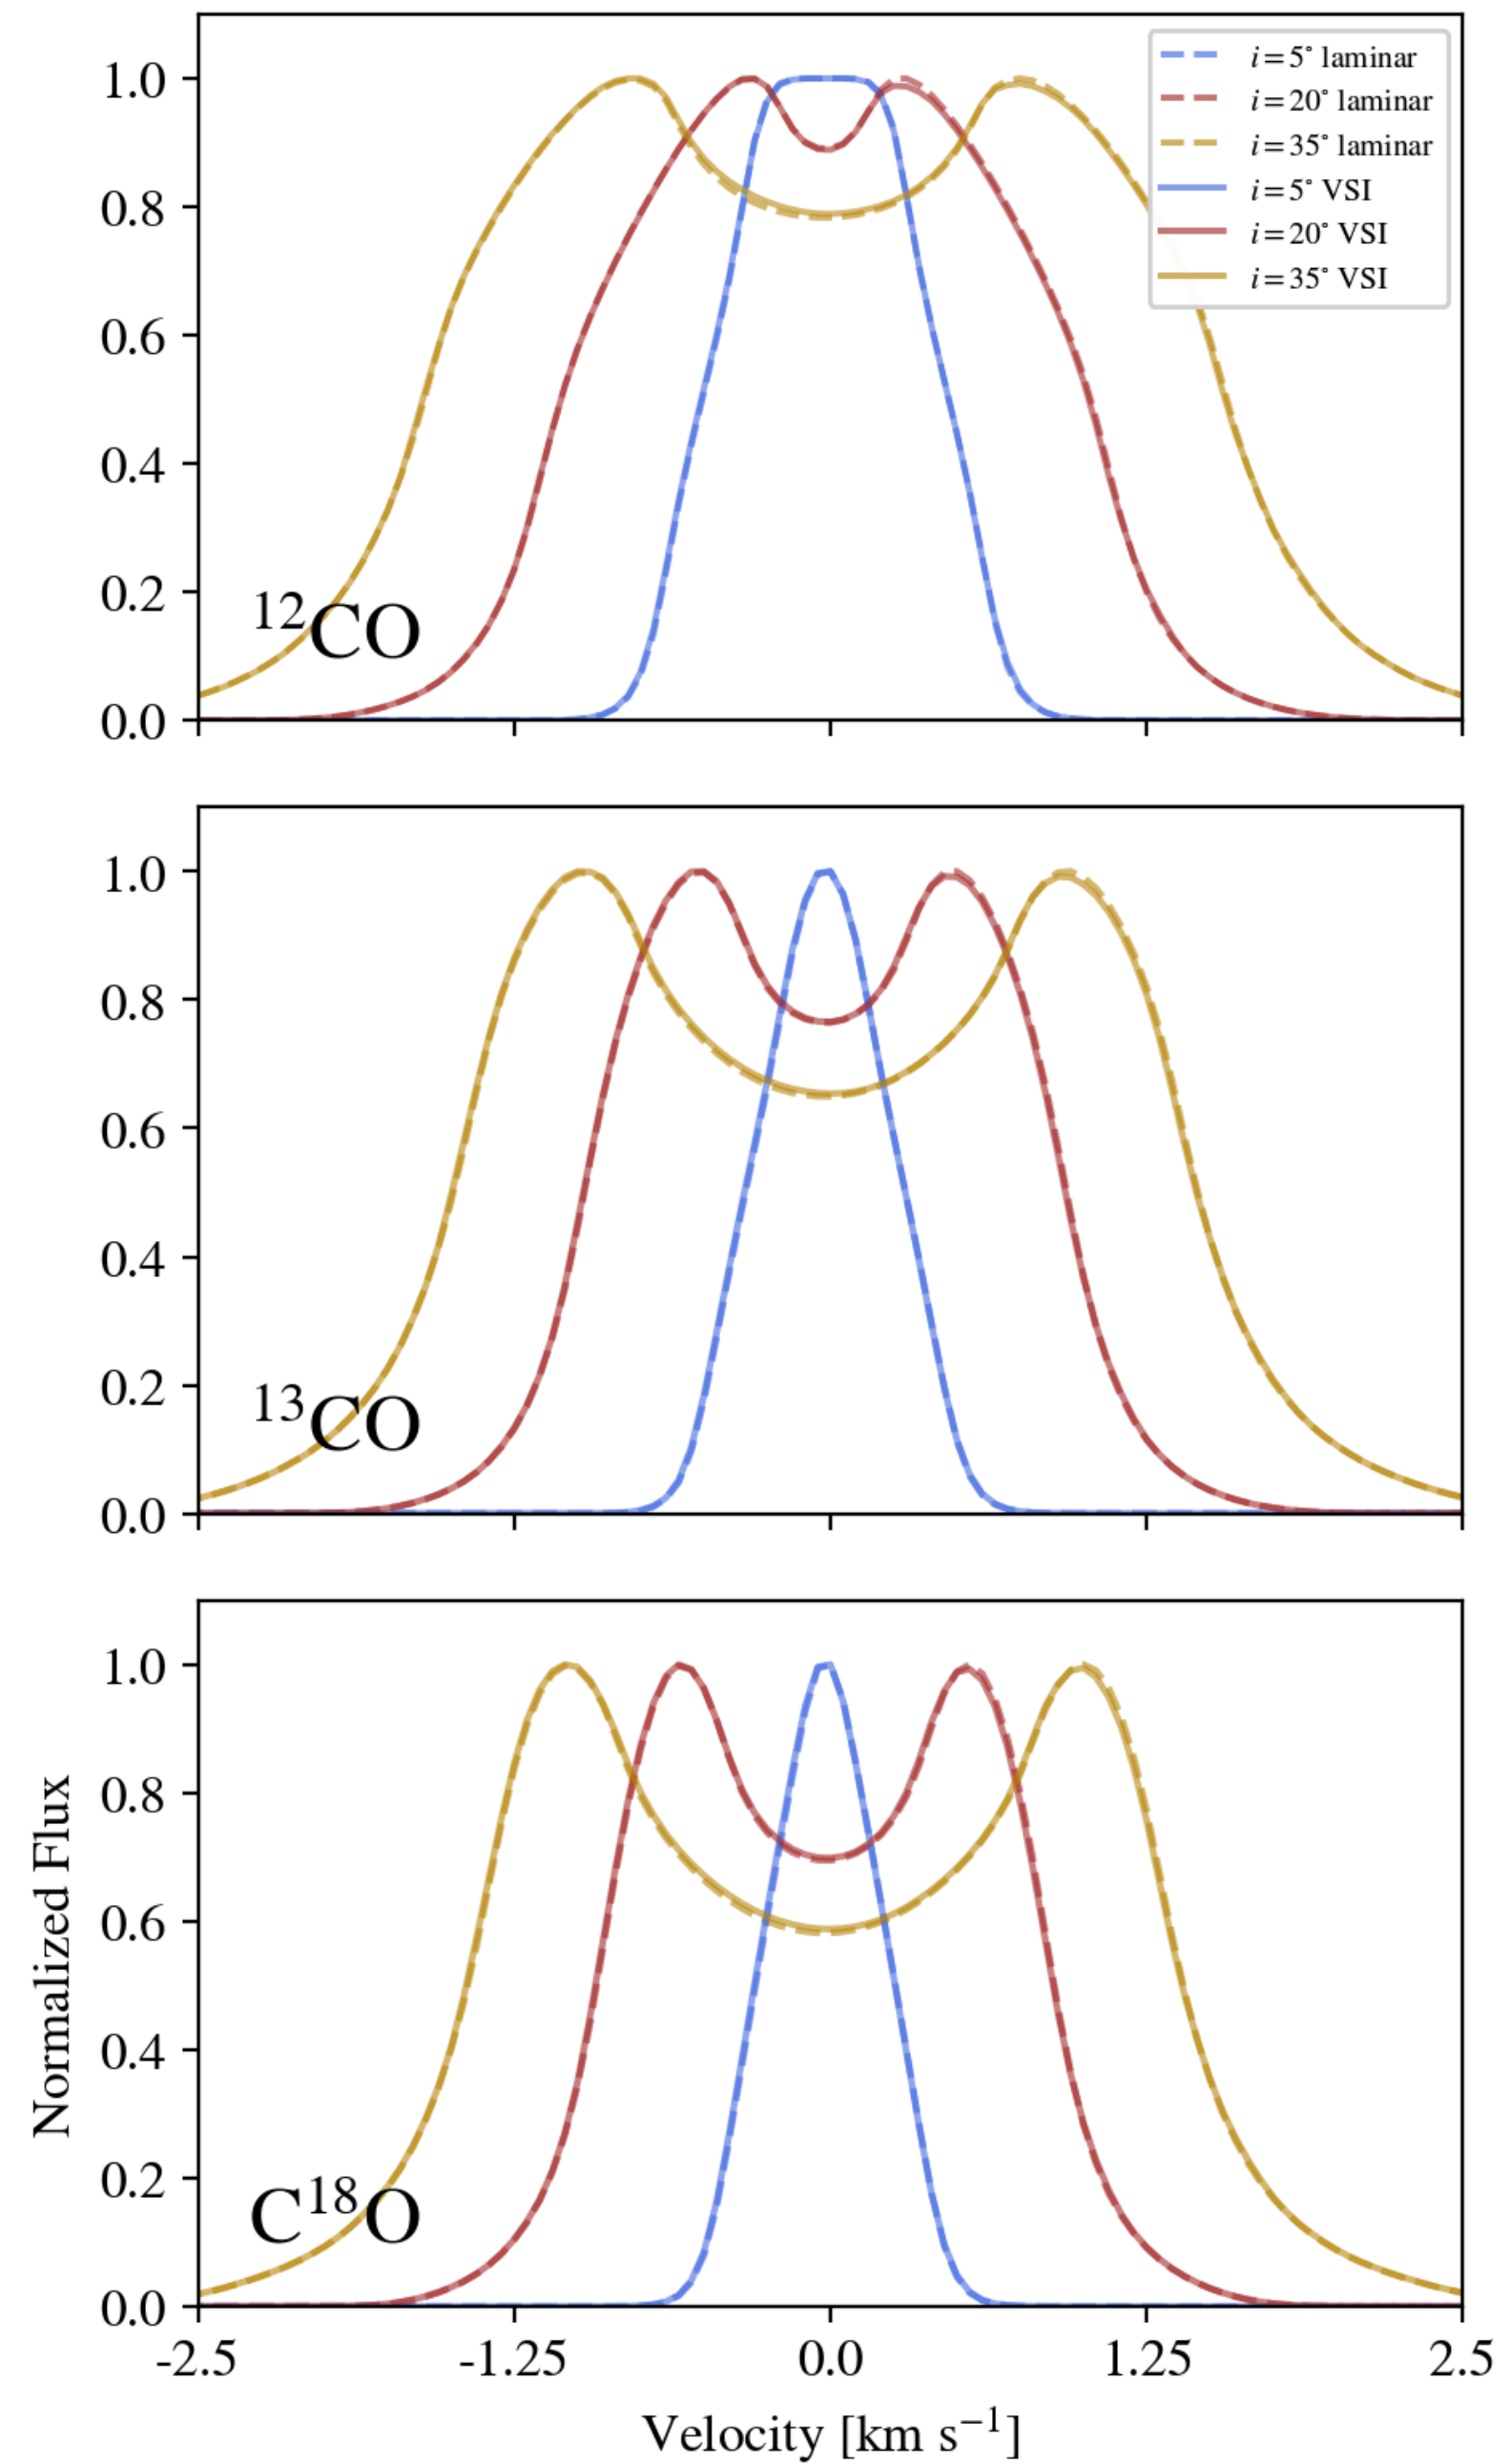 1.0
0.8
0.6
0.4
0.2
0.0
i = 5° laminar
i = 20° laminar
i = 35° laminar
i = 5° VSI
i = 20° VSI
i = 35° VSI
¹²CO
1.0
0.8
0.6
0.4
0.2
0.0
¹³CO
1.0
0.8
0.6
0.4
0.2
0.0
C¹⁸O
Normalized Flux
-2.5 -1.25 0.0 1.25 2.5
Velocity [km s⁻¹]